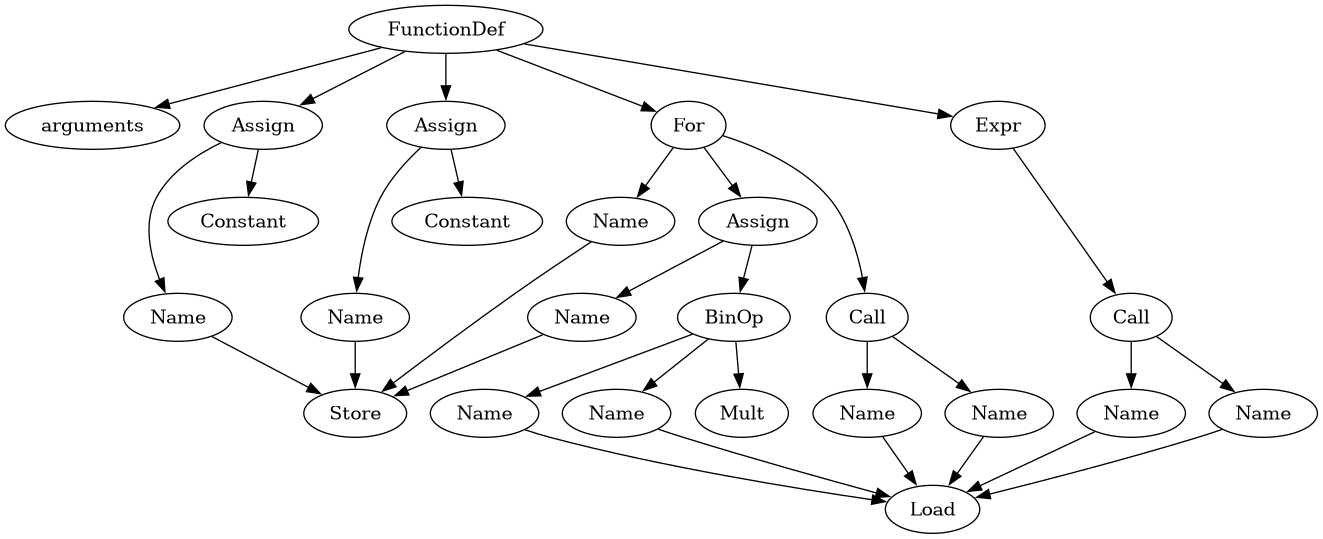 FunctionDef
arguments
Assign
Assign
For
Expr
Constant
Constant
Name
Assign
Name
Name
Name
BinOp
Call
Call
Store
Name
Name
Mult
Name
Name
Name
Name
Load